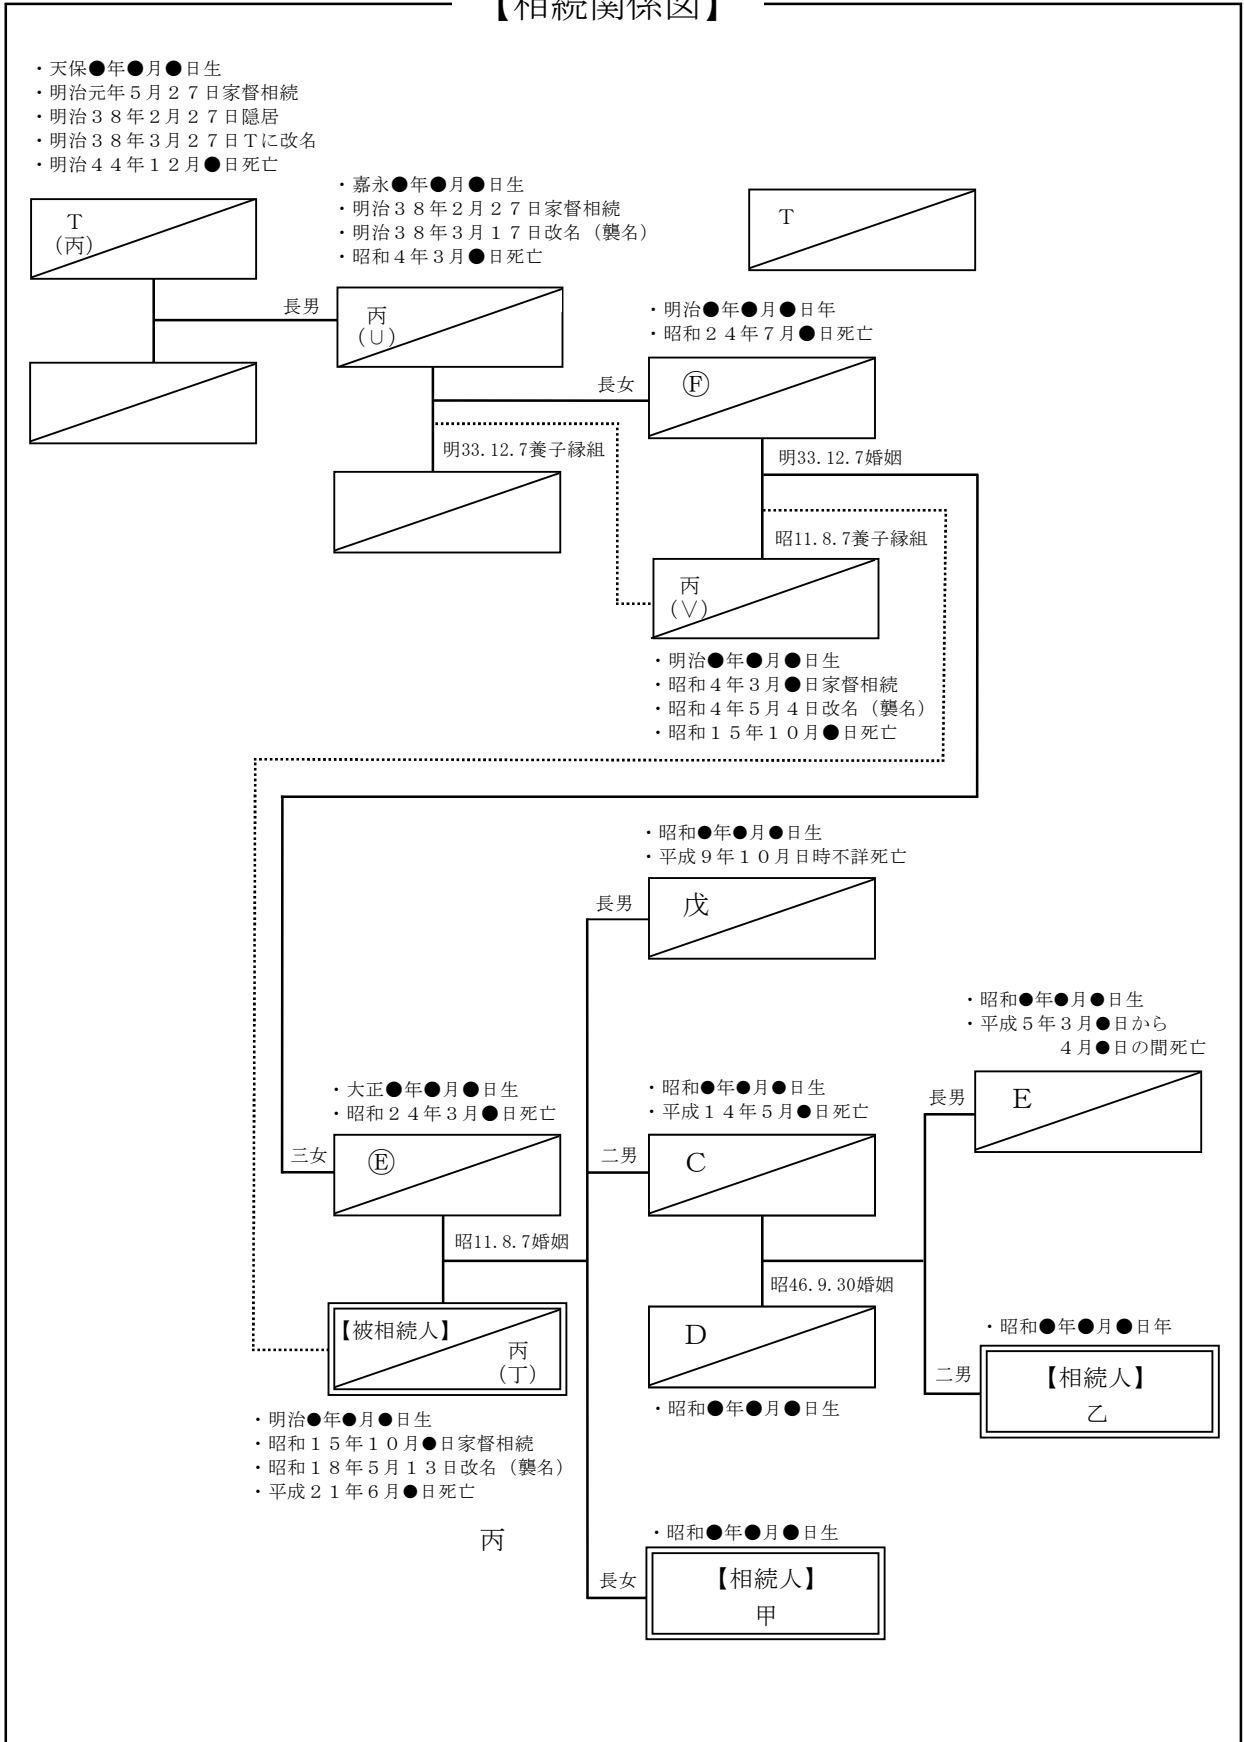 【相続関係図】
・天保●年●月●日生
・明治元年５月２７日家督相続
・明治３８年２月２７日隠居
・明治３８年３月２７日Ｔに改名
・明治４４年１２月●日死亡
Ｔ
（丙）
・嘉永●年●月●日生
・明治３８年２月２７日家督相続
・明治３８年３月１７日改名（襲名）
・昭和４年３月●日死亡
長男
丙
（Ｕ）
Ｔ
・明治●年●月●日年
・昭和２４年７月●日死亡
長女
Ⓕ
明33.12.7養子縁組
明33.12.7婚姻
昭11.8.7養子縁組
丙
（Ｖ）
・明治●年●月●日生
・昭和４年３月●日家督相続
・昭和４年５月４日改名（襲名）
・昭和１５年１０月●日死亡
・昭和●年●月●日生
・平成９年１０月日時不詳死亡
長男
戊
・昭和●年●月●日生
・平成５年３月●日から
４月●日の間死亡
長男
Ｅ
・大正●年●月●日生
・昭和２４年３月●日死亡
三女
Ⓔ
・昭和●年●月●日生
・平成１４年５月●日死亡
二男
Ｃ
昭11.8.7婚姻
昭46.9.30婚姻
【被相続人】
丙
（丁）
・明治●年●月●日生
・昭和１５年１０月●日家督相続
・昭和１８年５月１３日改名（襲名）
・平成２１年６月●日死亡
丙
Ｄ
・昭和●年●月●日生
・昭和●年●月●日年
二男
【相続人】
乙
・昭和●年●月●日生
長女
【相続人】
甲